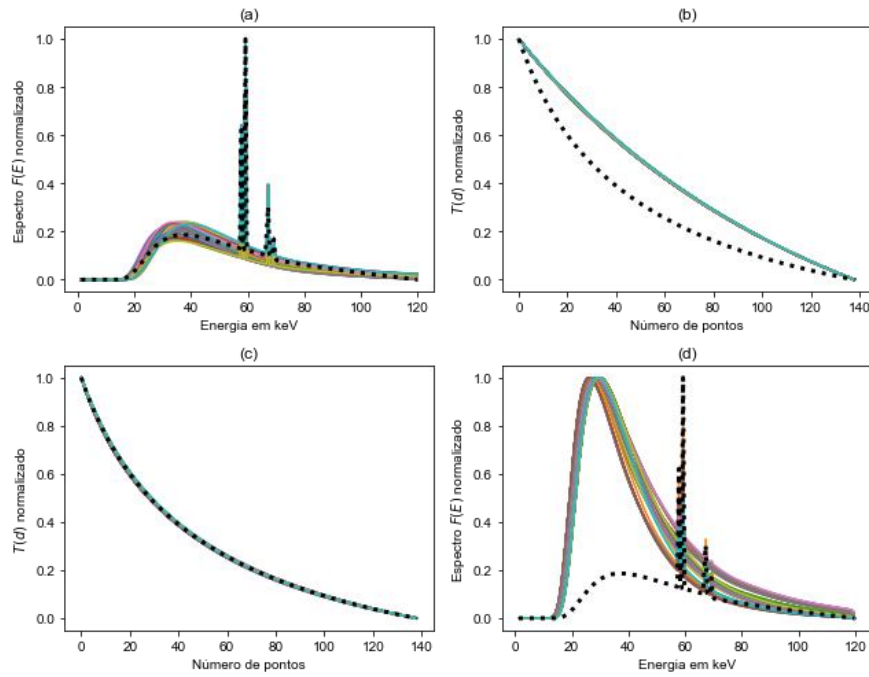 (a)
1.0
0.8
0.6
0.4
0.2
0.0
Espectro F(E) normalizado
0 20 40 60 80 100 120
Energia em keV
(b)
1.0
0.8
0.6
0.4
0.2
0.0
T(d) normalizado
0 20 40 60 80 100 120 140
Número de pontos
(c)
1.0
0.8
0.6
0.4
0.2
0.0
T(d) normalizado
0 20 40 60 80 100 120 140
Número de pontos
(d)
1.0
0.8
0.6
0.4
0.2
0.0
Espectro F(E) normalizado
0 20 40 60 80 100 120
Energia em keV